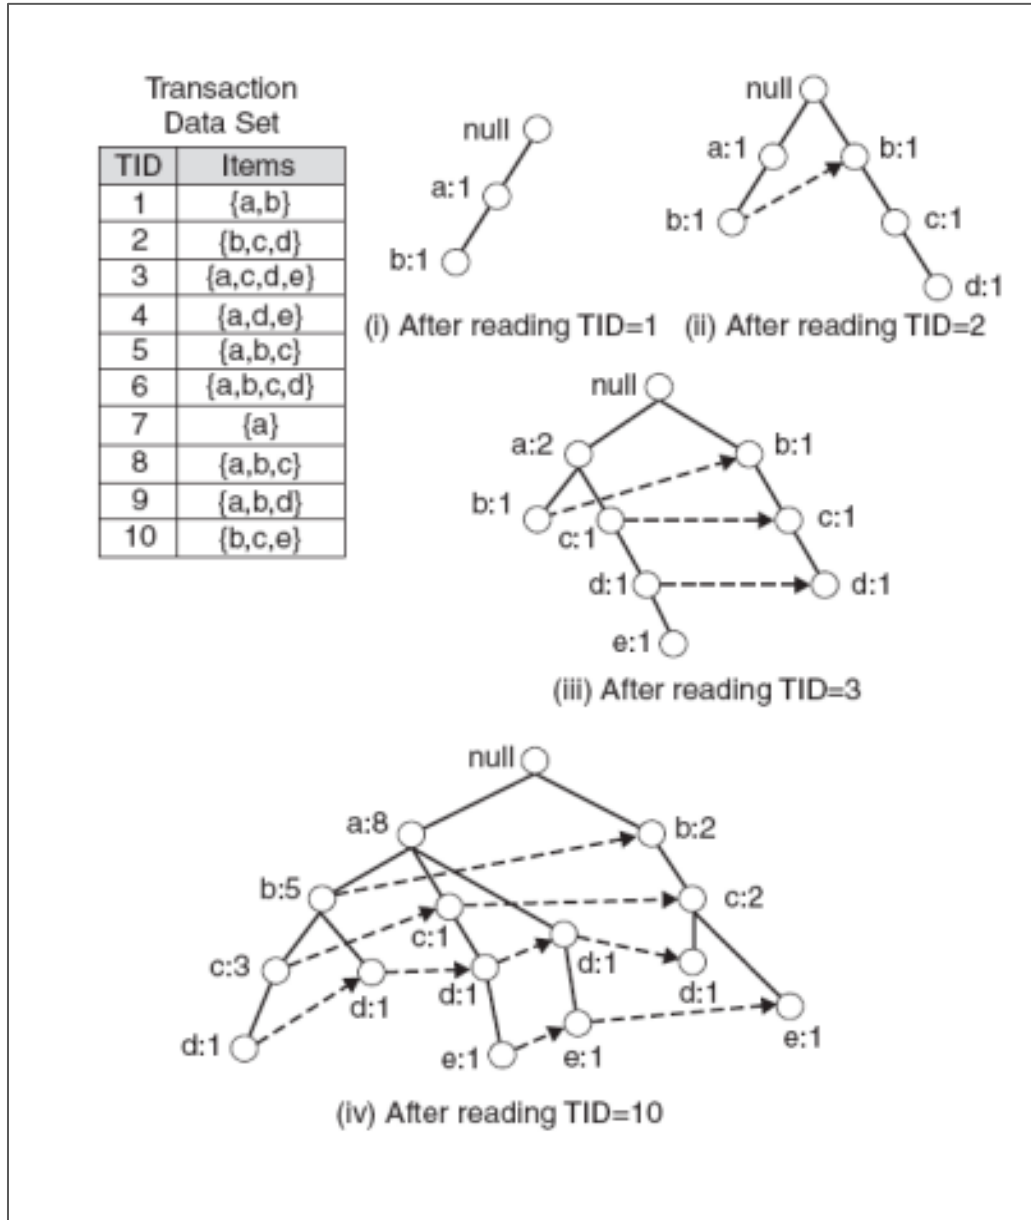 Transaction
Data Set
TID Items
1 {a,b}
2 {b,c,d}
3 {a,c,d,e}
4 {a,d,e}
5 {a,b,c}
6 {a,b,c,d}
7 {a}
8 {a,b,c}
9 {a,b,d}
10 {b,c,e}
null
a:1
b:1
(i) After reading TID=1
null
a:1
b:1
b:1
c:1
d:1
(ii) After reading TID=2
null
a:2
b:1
b:1
c:1
c:1
d:1
d:1
e:1
(iii) After reading TID=3
null
a:8
b:2
b:5
c:2
c:1
c:3
d:1
d:1
d:1
d:1
d:1
e:1
e:1
e:1
(iv) After reading TID=10